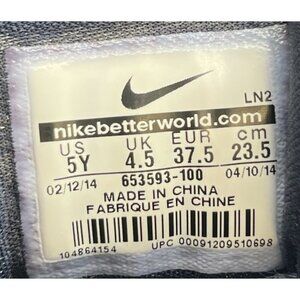 LN2
nikebetterworld.com
US UK EUR cm
5Y 4.5 37.5 23.5
02/12/14 653593-100 04/10/14
MADE IN CHINA
FABRIQUE EN CHINE
104864154 UPC 00091209510698